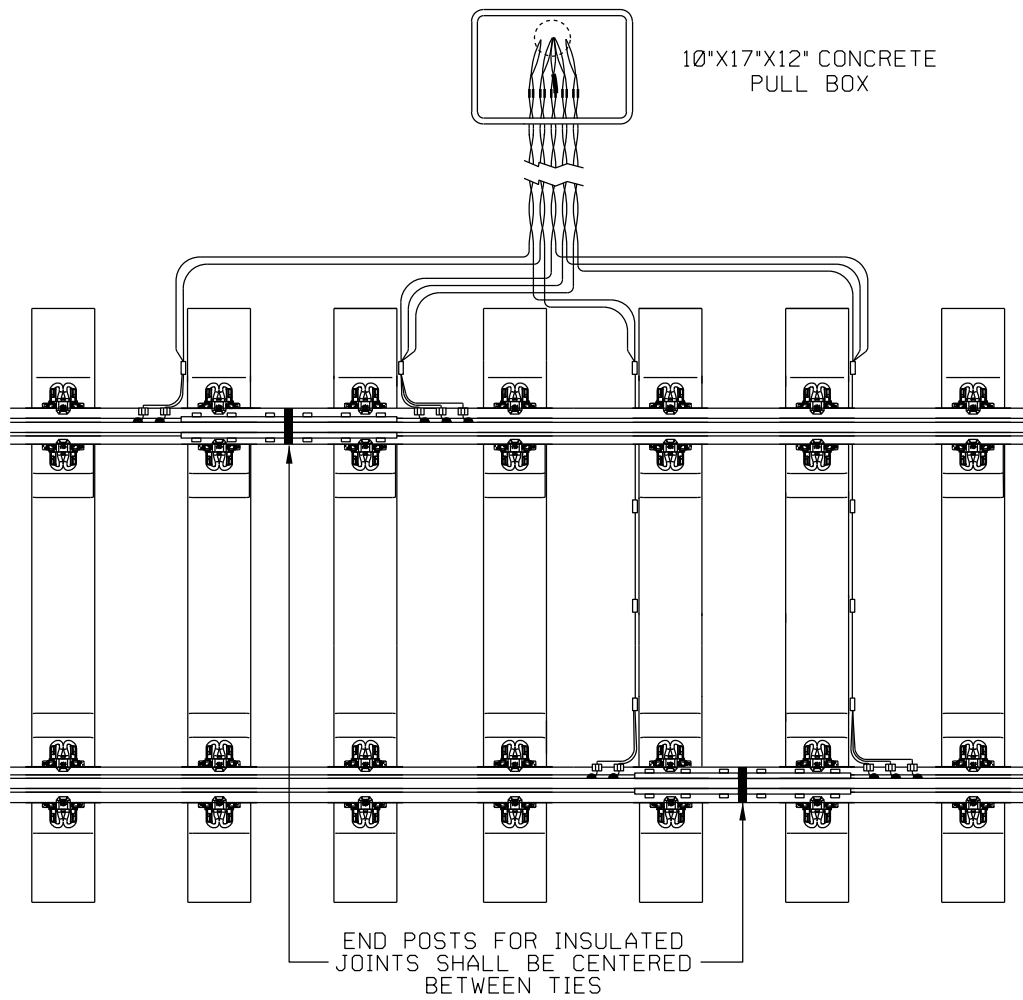 10"X17"X12" CONCRETE
PULL BOX
END POSTS FOR INSULATED
JOINTS SHALL BE CENTERED
BETWEEN TIES